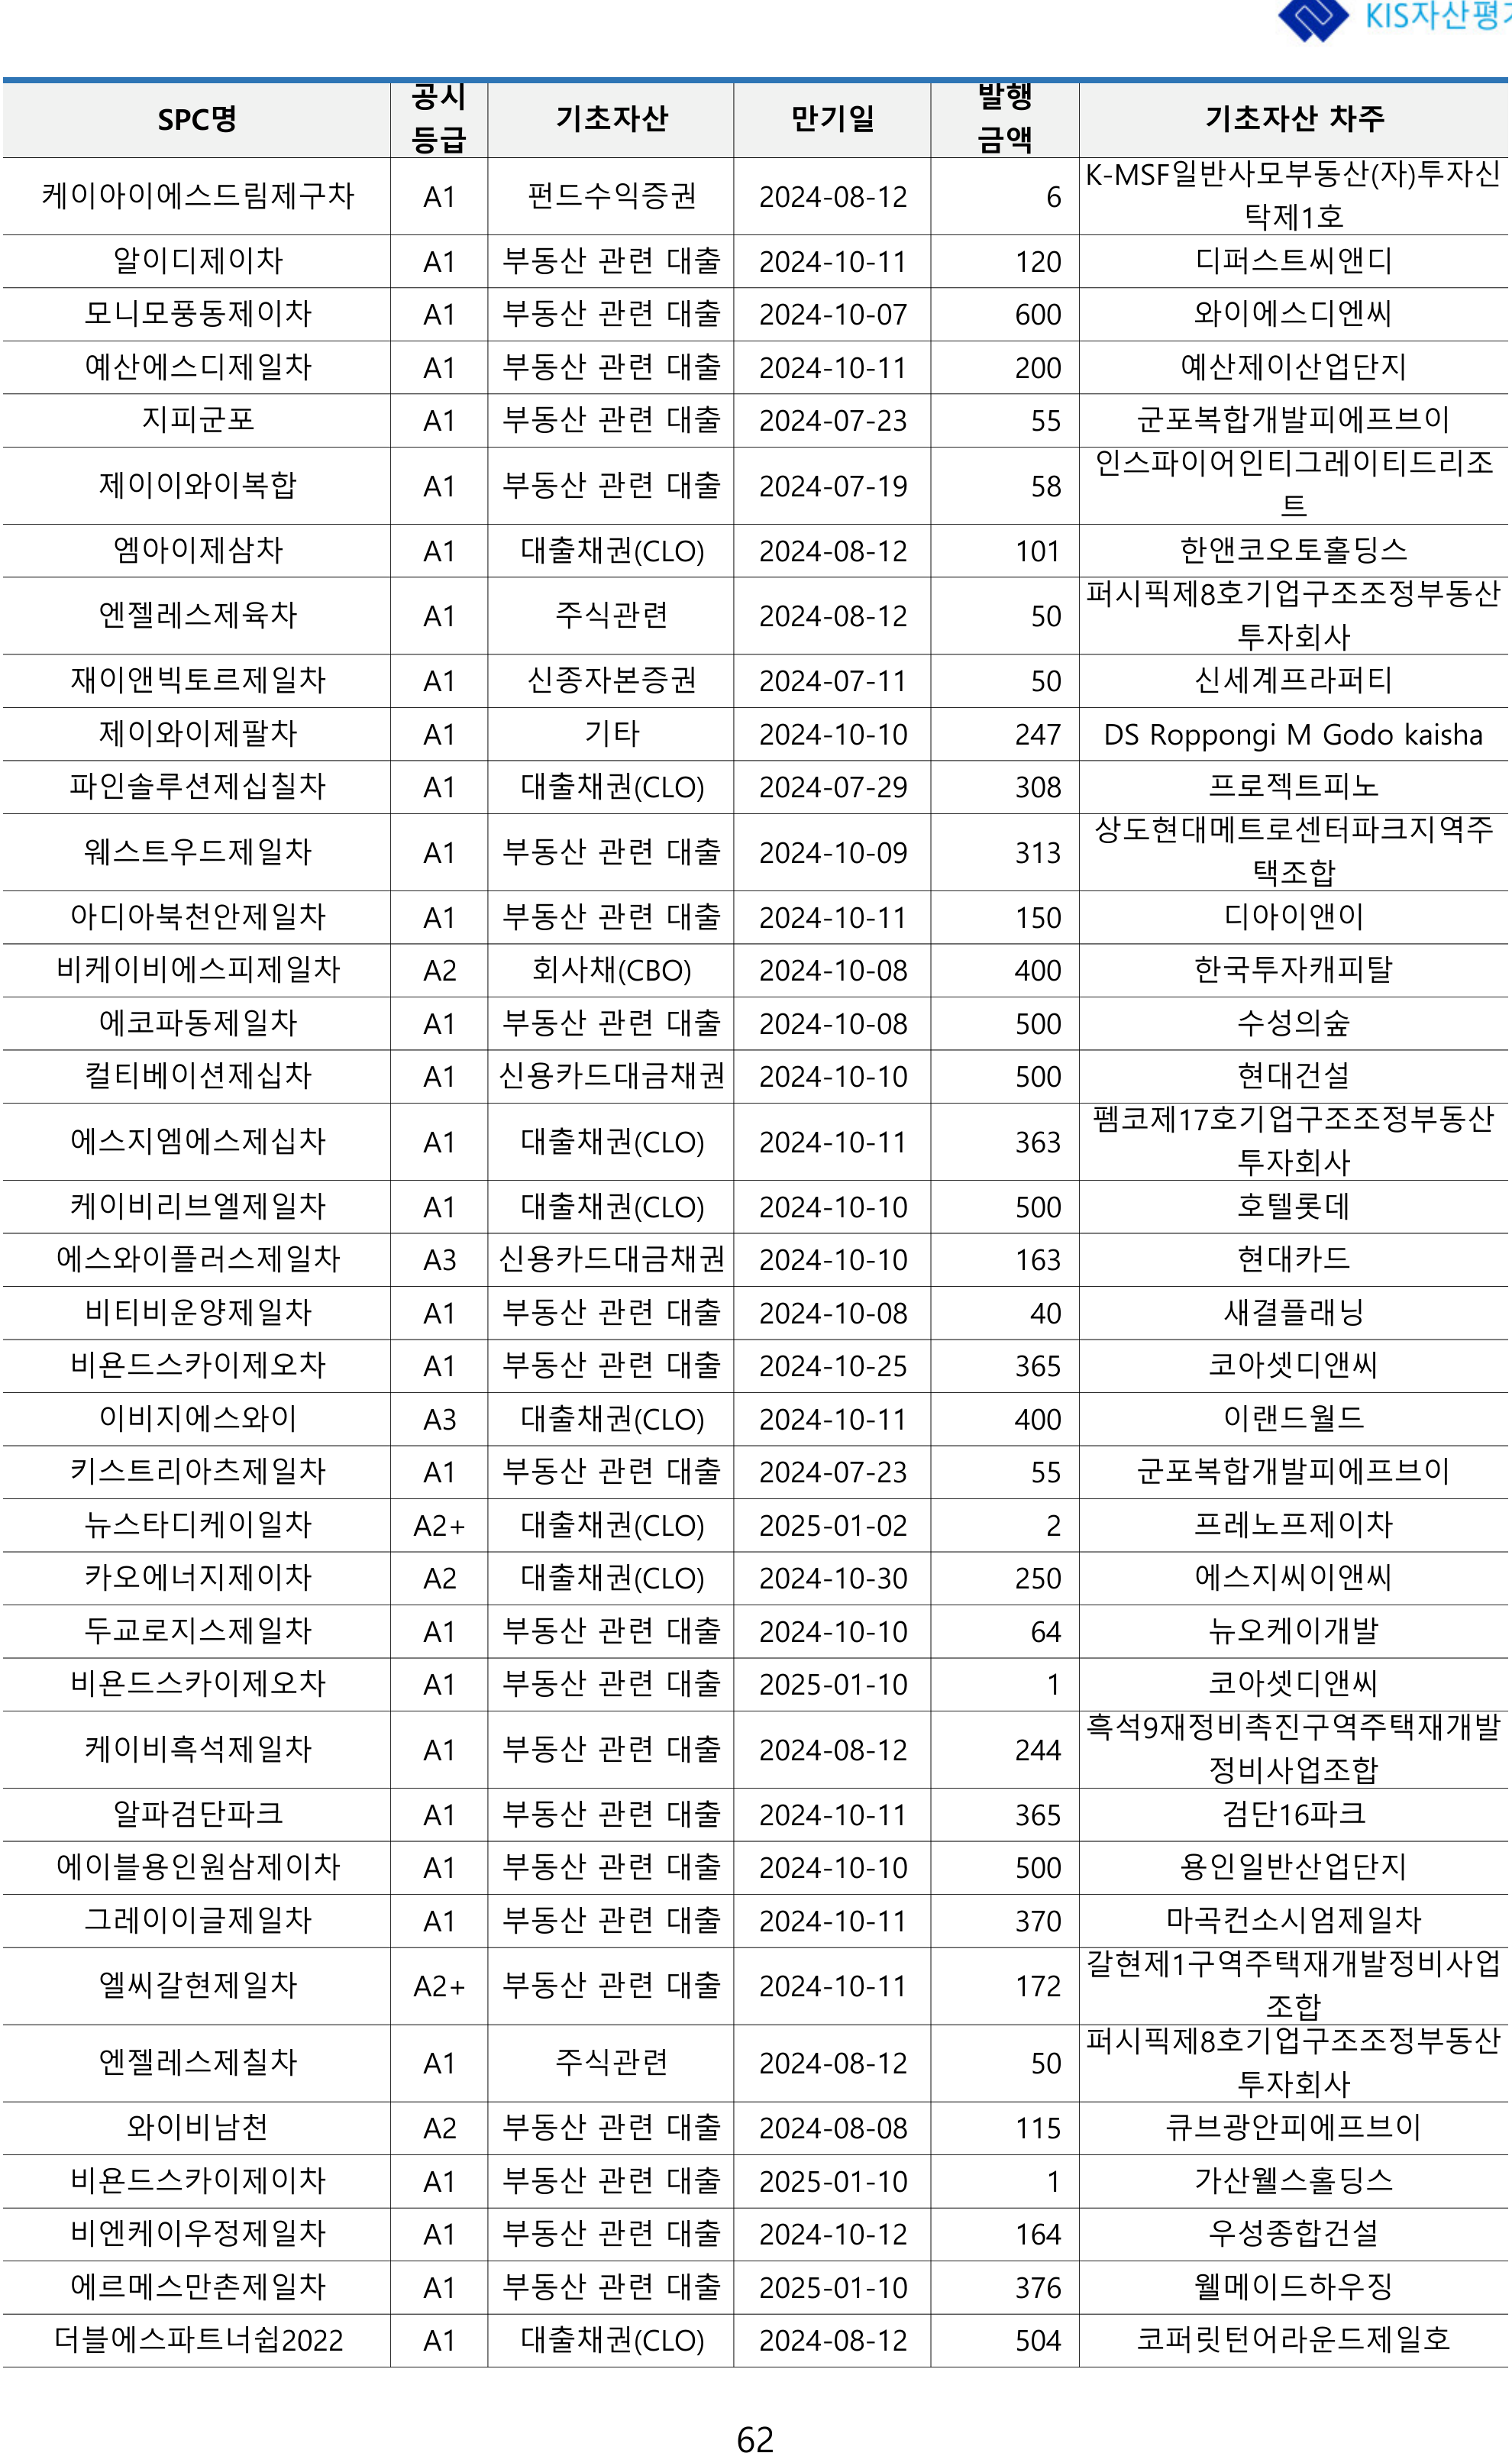 KIS자산평가
SPC명 공시등급 기초자산 만기일 발행금액 기초자산 차주
케이아이에스드림제구차 A1 펀드수익증권 2024-08-12 6 K-MSF일반사모부동산(자)투자신탁제1호
알이디제이차 A1 부동산 관련 대출 2024-10-11 120 디퍼스트씨앤디
모니모풍동제이차 A1 부동산 관련 대출 2024-10-07 600 와이에스디엔씨
예산에스디제일차 A1 부동산 관련 대출 2024-10-11 200 예산제이산업단지
지피군포 A1 부동산 관련 대출 2024-07-23 55 군포복합개발피에프브이
제이이와이복합 A1 부동산 관련 대출 2024-07-19 58 인스파이어인티그레이티드리조트
엠아이제삼차 A1 대출채권(CLO) 2024-08-12 101 한앤코오토홀딩스
엔젤레스제육차 A1 주식관련 2024-08-12 50 퍼시픽제8호기업구조조정부동산투자회사
재이앤빅토르제일차 A1 신종자본증권 2024-07-11 50 신세계프라퍼티
제이와이제팔차 A1 기타 2024-10-10 247 DS Roppongi M Godo kaisha
파인솔루션제십칠차 A1 대출채권(CLO) 2024-07-29 308 프로젝트피노
웨스트우드제일차 A1 부동산 관련 대출 2024-10-09 313 상도현대메트로센터파크지역주택조합
아디아북천안제일차 A1 부동산 관련 대출 2024-10-11 150 디아이앤이
비케이비에스피제일차 A2 회사채(CBO) 2024-10-08 400 한국투자캐피탈
에코파동제일차 A1 부동산 관련 대출 2024-10-08 500 수성의숲
컬티베이션제십차 A1 신용카드대금채권 2024-10-10 500 현대건설
에스지엠에스제십차 A1 대출채권(CLO) 2024-10-11 363 펨코제17호기업구조조정부동산투자회사
케이비리브엘제일차 A1 대출채권(CLO) 2024-10-10 500 호텔롯데
에스와이플러스제일차 A3 신용카드대금채권 2024-10-10 163 현대카드
비티비운양제일차 A1 부동산 관련 대출 2024-10-08 40 새결플래닝
비욘드스카이제오차 A1 부동산 관련 대출 2024-10-25 365 코아셋디앤씨
이비지에스와이 A3 대출채권(CLO) 2024-10-11 400 이랜드월드
키스트리아츠제일차 A1 부동산 관련 대출 2024-07-23 55 군포복합개발피에프브이
뉴스타디케이일차 A2+ 대출채권(CLO) 2025-01-02 2 프레노프제이차
카오에너지제이차 A2 대출채권(CLO) 2024-10-30 250 에스지씨이앤씨
두교로지스제일차 A1 부동산 관련 대출 2024-10-10 64 뉴오케이개발
비욘드스카이제오차 A1 부동산 관련 대출 2025-01-10 1 코아셋디앤씨
케이비흑석제일차 A1 부동산 관련 대출 2024-08-12 244 흑석9재정비촉진구역주택재개발정비사업조합
알파검단파크 A1 부동산 관련 대출 2024-10-11 365 검단16파크
에이블용인원삼제이차 A1 부동산 관련 대출 2024-10-10 500 용인일반산업단지
그레이이글제일차 A1 부동산 관련 대출 2024-10-11 370 마곡컨소시엄제일차
엘씨갈현제일차 A2+ 부동산 관련 대출 2024-10-11 172 갈현제1구역주택재개발정비사업조합
엔젤레스제칠차 A1 주식관련 2024-08-12 50 퍼시픽제8호기업구조조정부동산투자회사
와이비남천 A2 부동산 관련 대출 2024-08-08 115 큐브광안피에프브이
비욘드스카이제이차 A1 부동산 관련 대출 2025-01-10 1 가산웰스홀딩스
비엔케이우정제일차 A1 부동산 관련 대출 2024-10-12 164 우성종합건설
에르메스만촌제일차 A1 부동산 관련 대출 2025-01-10 376 웰메이드하우징
더블에스파트너쉽2022 A1 대출채권(CLO) 2024-08-12 504 코퍼릿턴어라운드제일호
62